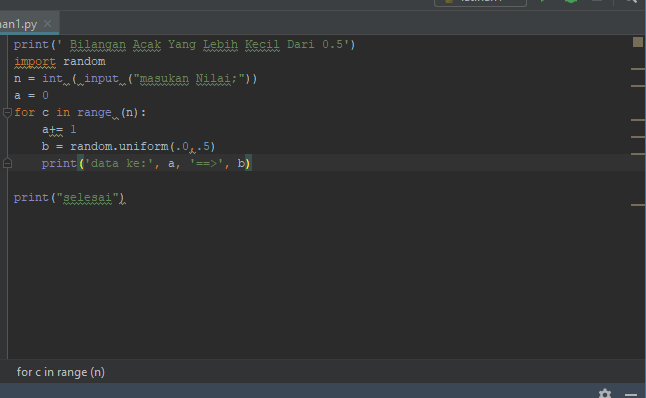 an1.py
print(' Bilangan Acak Yang Lebih Kecil Dari 0.5')
import random
n = int ( input ("masukan Nilai;"))
a = 0
for c in range (n):
    a+= 1
    b = random.uniform(.0,.5)
    print('data ke:', a, '==>', b)
print("selesai")
for c in range (n)